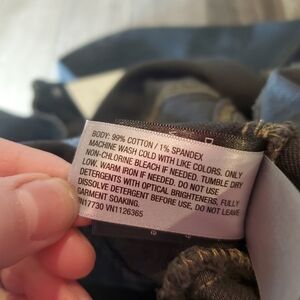 BODY: 99% COTTON / 1% SPANDEX
MACHINE WASH COLD WITH LIKE COLORS. ONLY
NON-CHLORINE BLEACH IF NEEDED. TUMBLE DRY
LOW. WARM IRON IF NEEDED. DO NOT USE
DETERGENTS WITH OPTICAL BRIGHTENERS, FULLY
DISSOLVE DETERGENT BEFORE USE, DO NOT LEAVE
GARMENT SOAKING.
VN17730 VN1126365